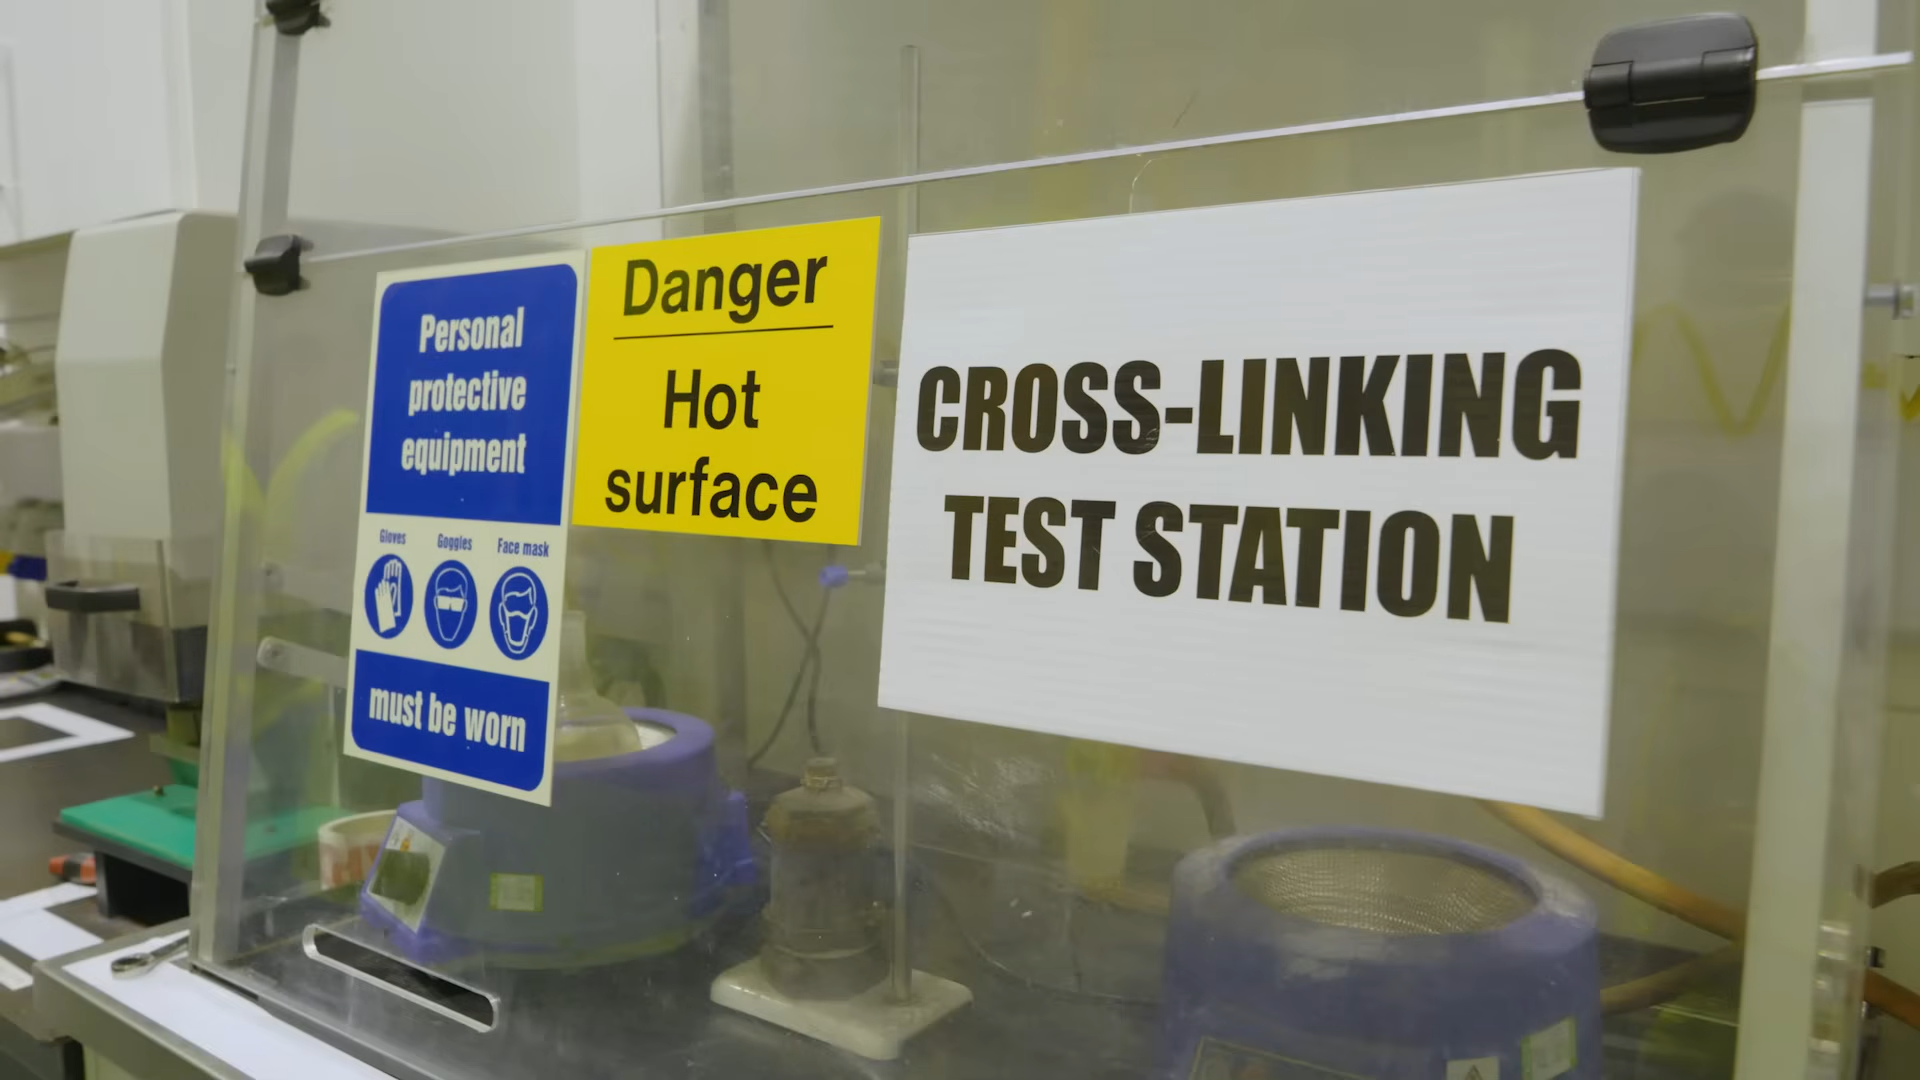 Personal
protective
equipment
Gloves
Goggles
Face mask
must be worn
Danger
Hot
surface
CROSS-LINKING
TEST STATION